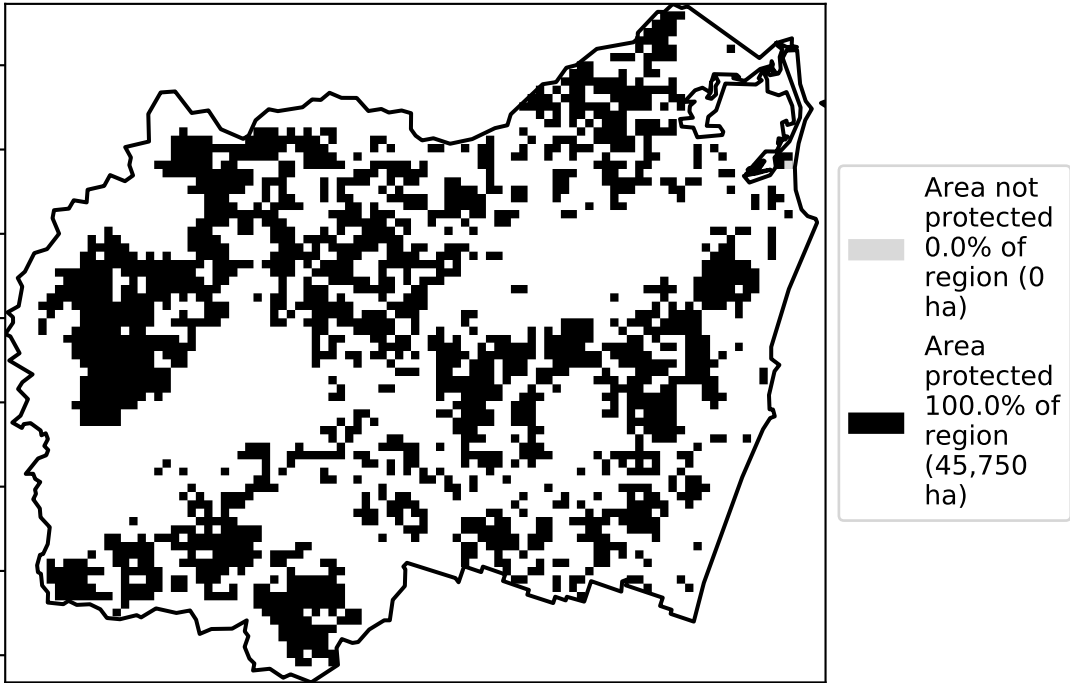 Area not
protected
0.0% of
region (0
ha)
Area
protected
100.0% of
region
(45,750
ha)